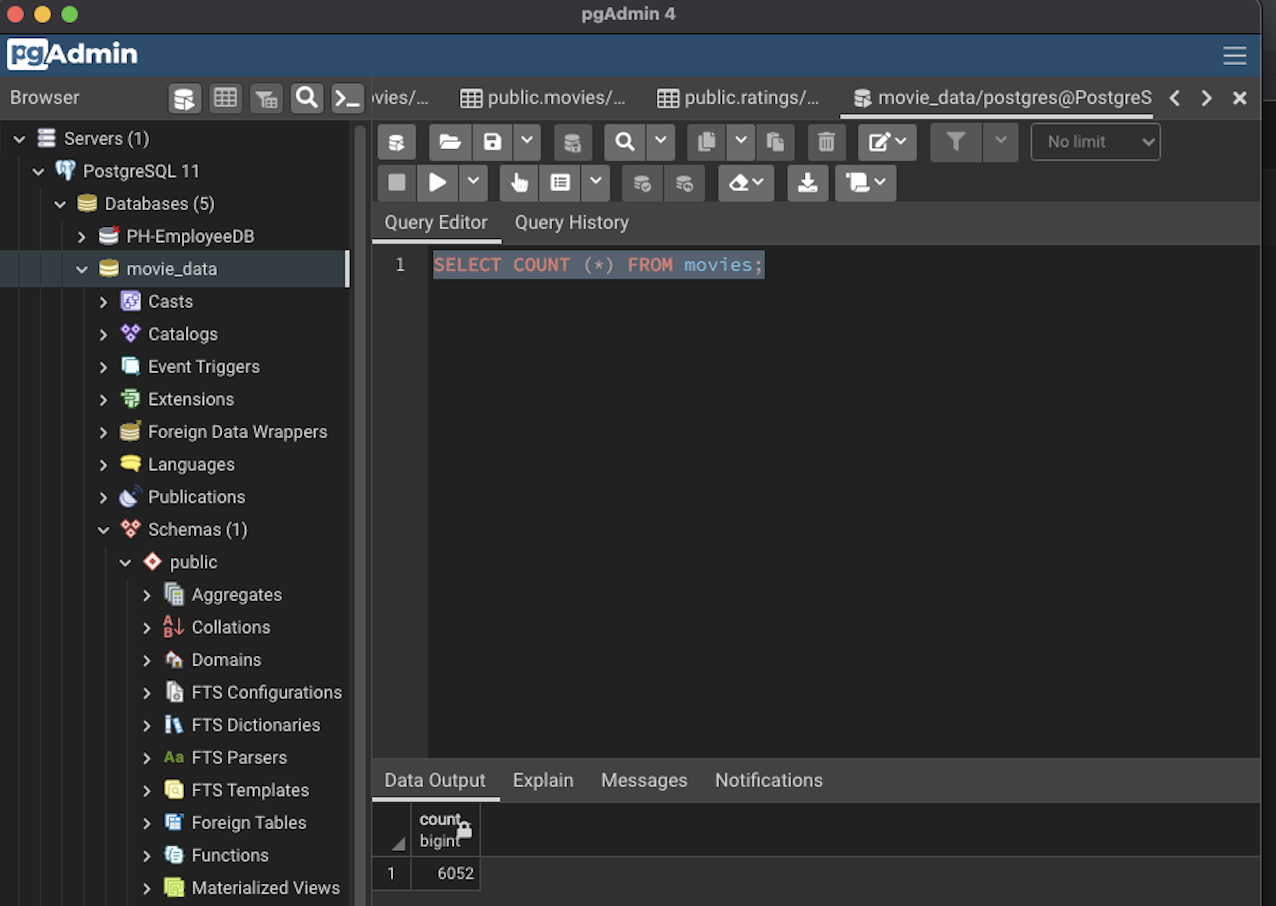 pgAdmin 4
pgAdmin
Browser
vies/...
public.movies/...
public.ratings/...
movie_data/postgres@PostgreS
Servers (1)
PostgreSQL 11
Databases (5)
PH-EmployeeDB
movie_data
Casts
Catalogs
Event Triggers
Extensions
Foreign Data Wrappers
Languages
Publications
Schemas (1)
public
Aggregates
Collations
Domains
FTS Configurations
FTS Dictionaries
Aa FTS Parsers
FTS Templates
Foreign Tables
Functions
Materialized Views
No limit
Query Editor Query History
1 SELECT COUNT (*) FROM movies;
Data Output Explain Messages Notifications
count
bigint
1 6052